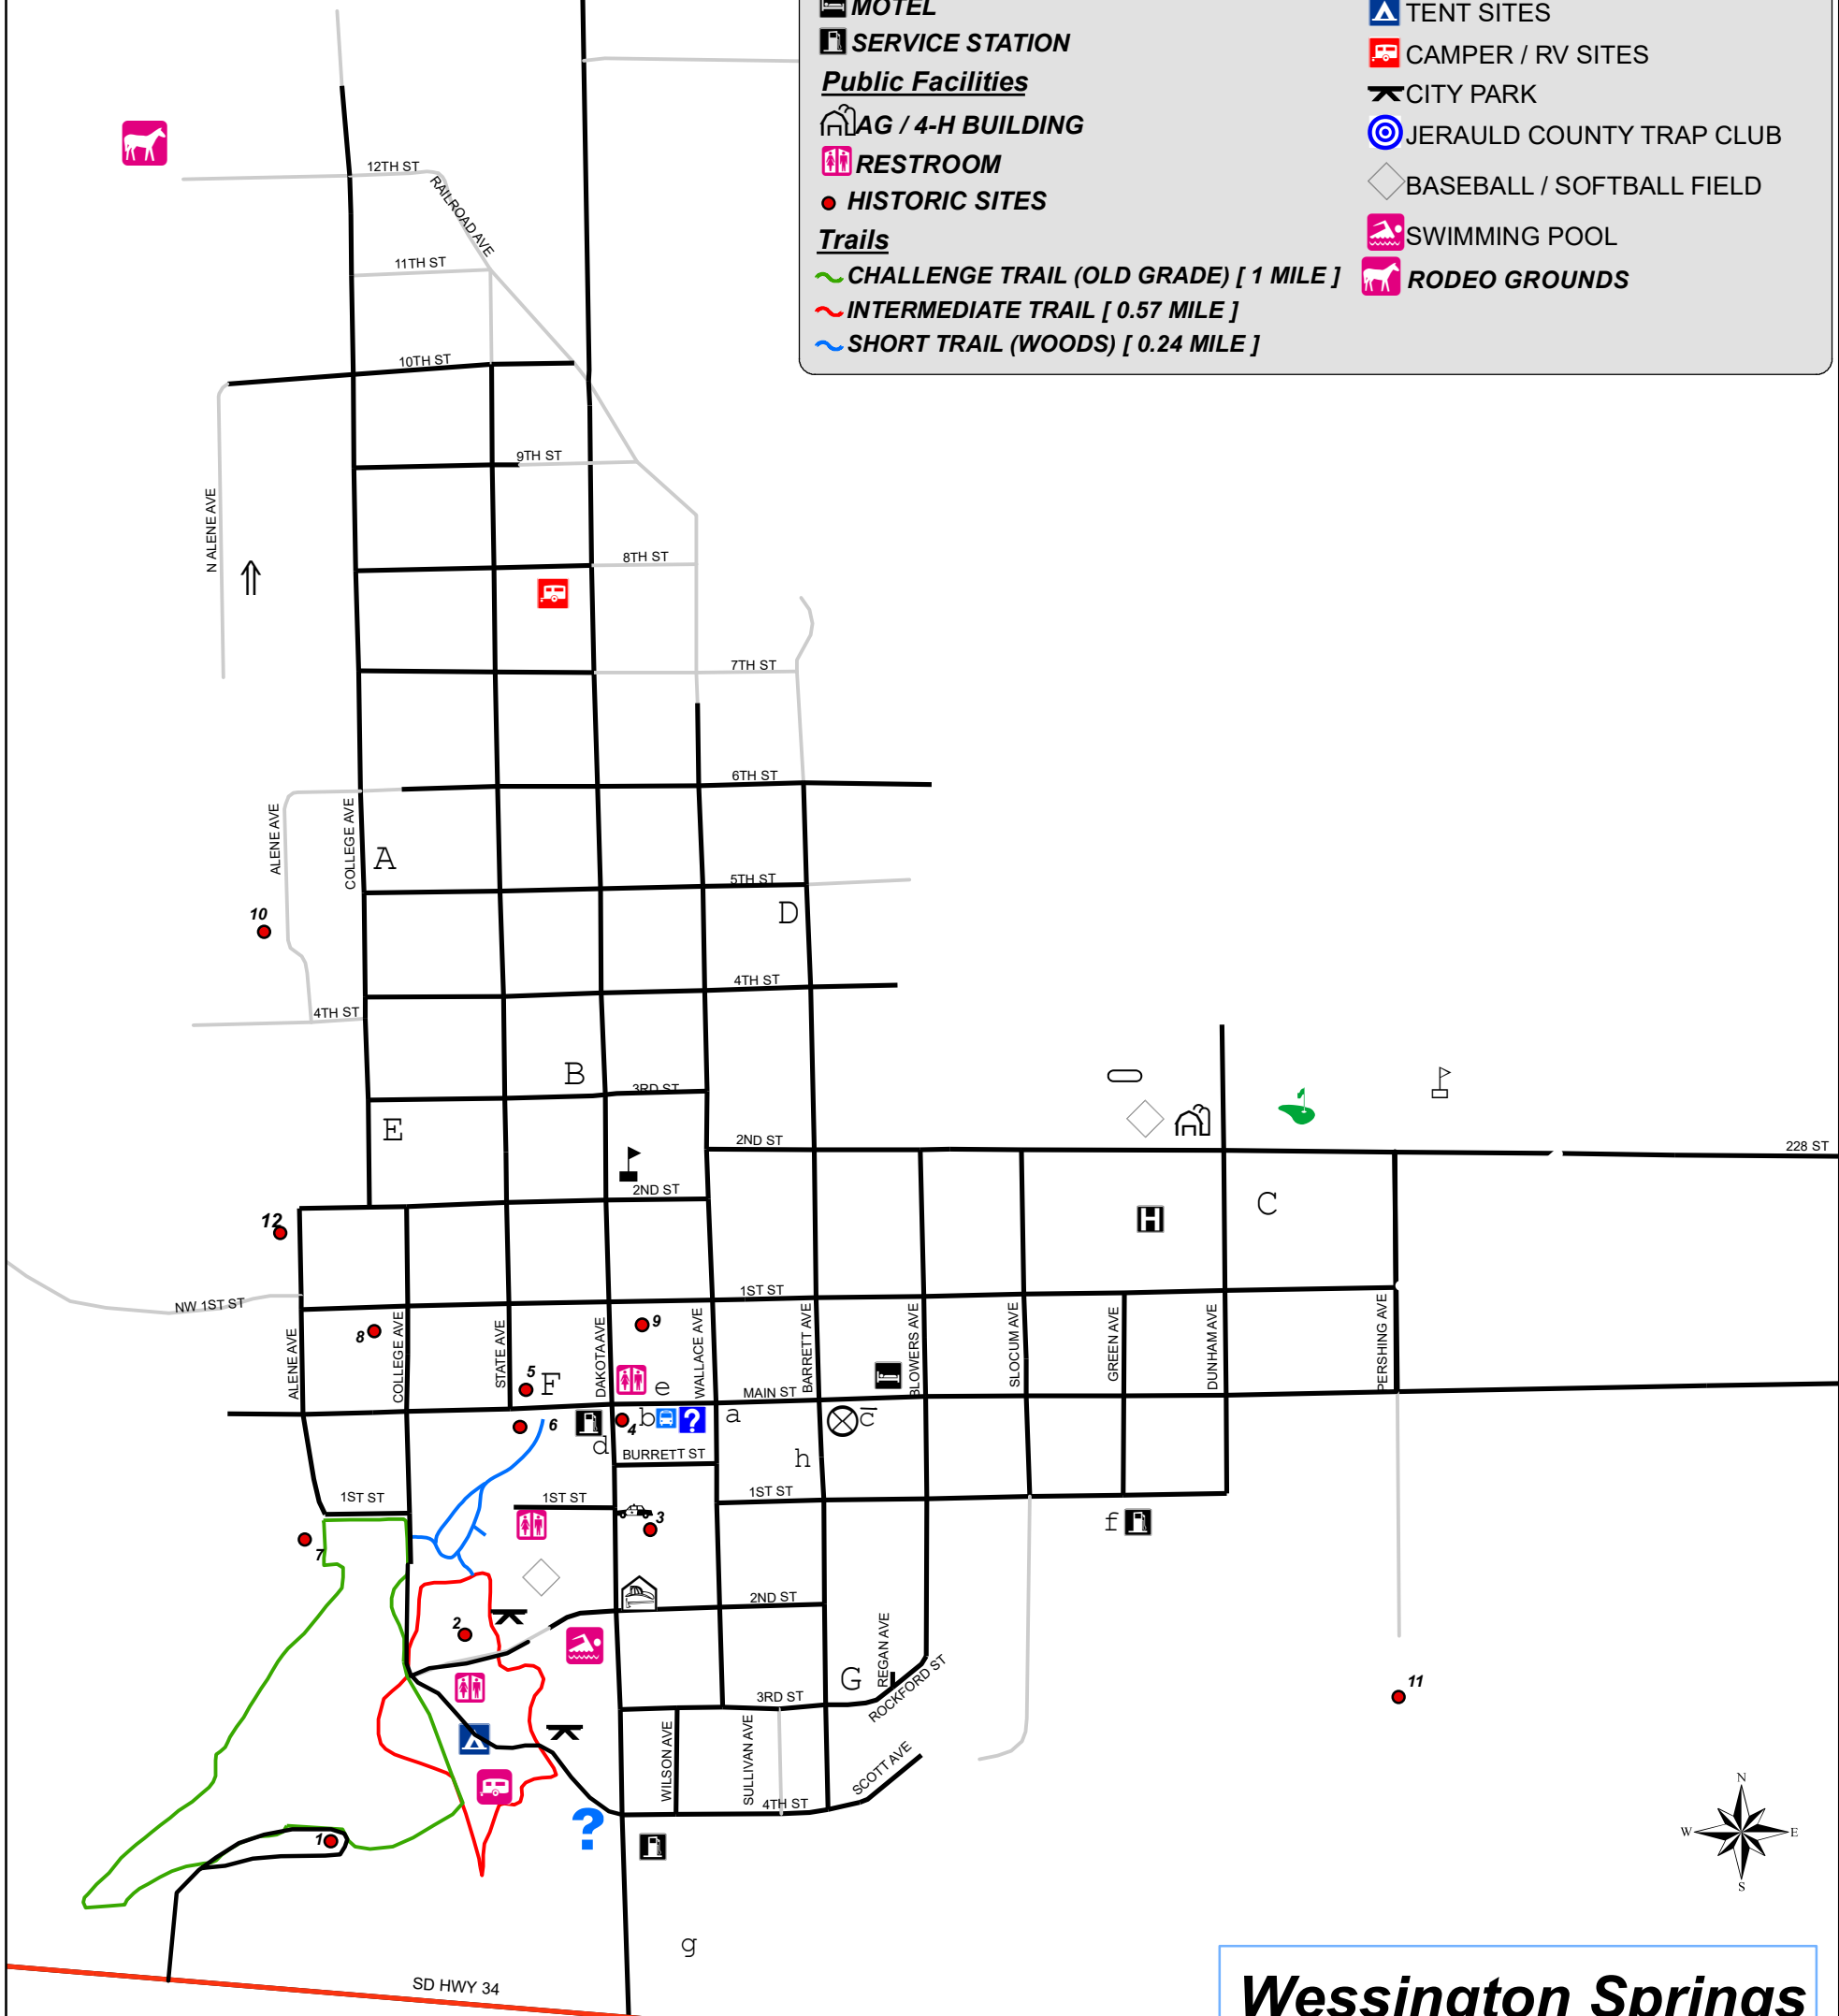 MOTEL
SERVICE STATION
Public Facilities
AG / 4-H BUILDING
RESTROOM
HISTORIC SITES
Trails
CHALLENGE TRAIL (OLD GRADE) [ 1 MILE ]
INTERMEDIATE TRAIL [ 0.57 MILE ]
SHORT TRAIL (WOODS) [ 0.24 MILE ]
TENT SITES
CAMPER / RV SITES
CITY PARK
JERAULD COUNTY TRAP CLUB
BASEBALL / SOFTBALL FIELD
SWIMMING POOL
RODEO GROUNDS
12TH ST
RAILROAD AVE
11TH ST
10TH ST
9TH ST
N ALENE AVE
8TH ST
7TH ST
6TH ST
ALENE AVE
COLLEGE AVE
A
5TH ST
10
D
4TH ST
4TH ST
B
3RD ST
E
2ND ST
228 ST
2ND ST
C
H
12
1ST ST
NW 1ST ST
8
9
ALENE AVE
COLLEGE AVE
STATE AVE
DAKOTA AVE
WALLACE AVE
BARRETT AVE
BLOWERS AVE
SLOCUM AVE
GREEN AVE
DUNHAM AVE
PERSHING AVE
5
F
e
MAIN ST
6
4
b
?
a
c
d
BURRETT ST
h
1ST ST
1ST ST
1ST ST
3
f
7
2ND ST
2
REGAN AVE
G
ROCKFORD ST
3RD ST
11
WILSON AVE
SULLIVAN AVE
SCOTT AVE
4TH ST
1
?
N
W
E
S
g
SD HWY 34
Wessington Springs